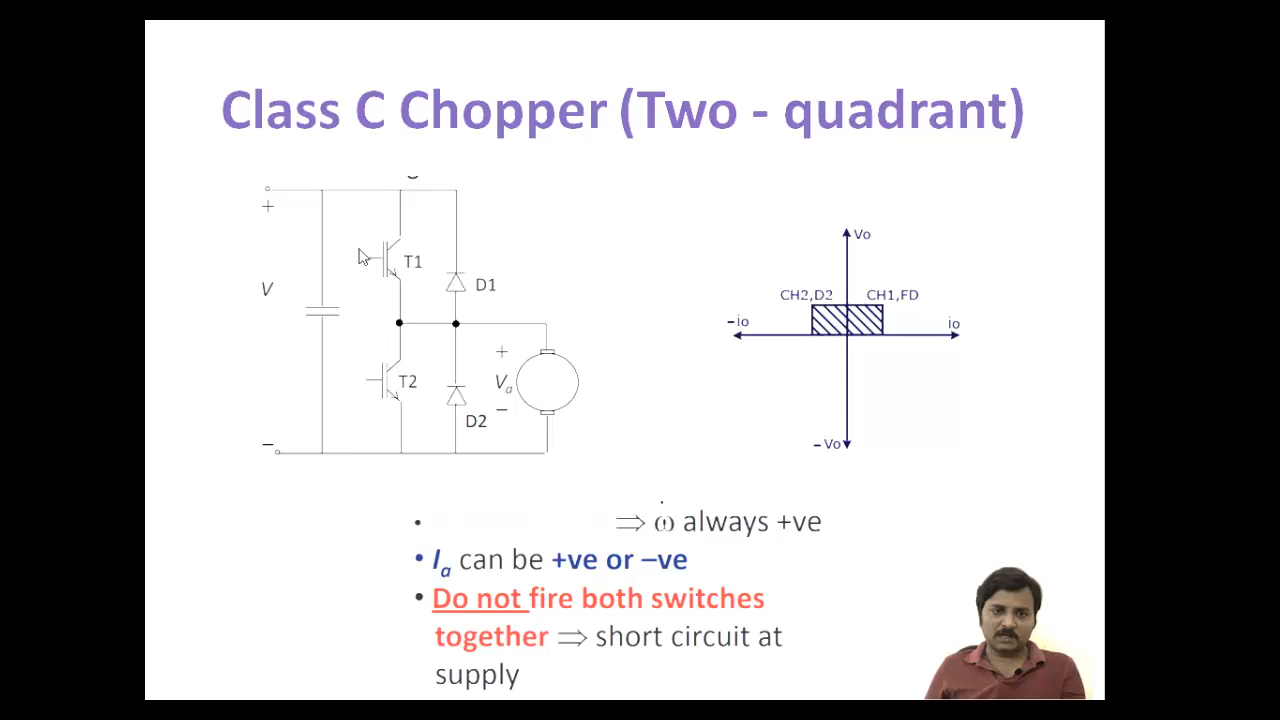 Class C Chopper (Two - quadrant)
+
V
−
T1
D1
T2
D2
+
Va
−
Vo
CH2,D2
CH1,FD
−io
io
−Vo
• ⇒ ω always +ve
• Ia can be +ve or –ve
• Do not fire both switches
together ⇒ short circuit at
supply